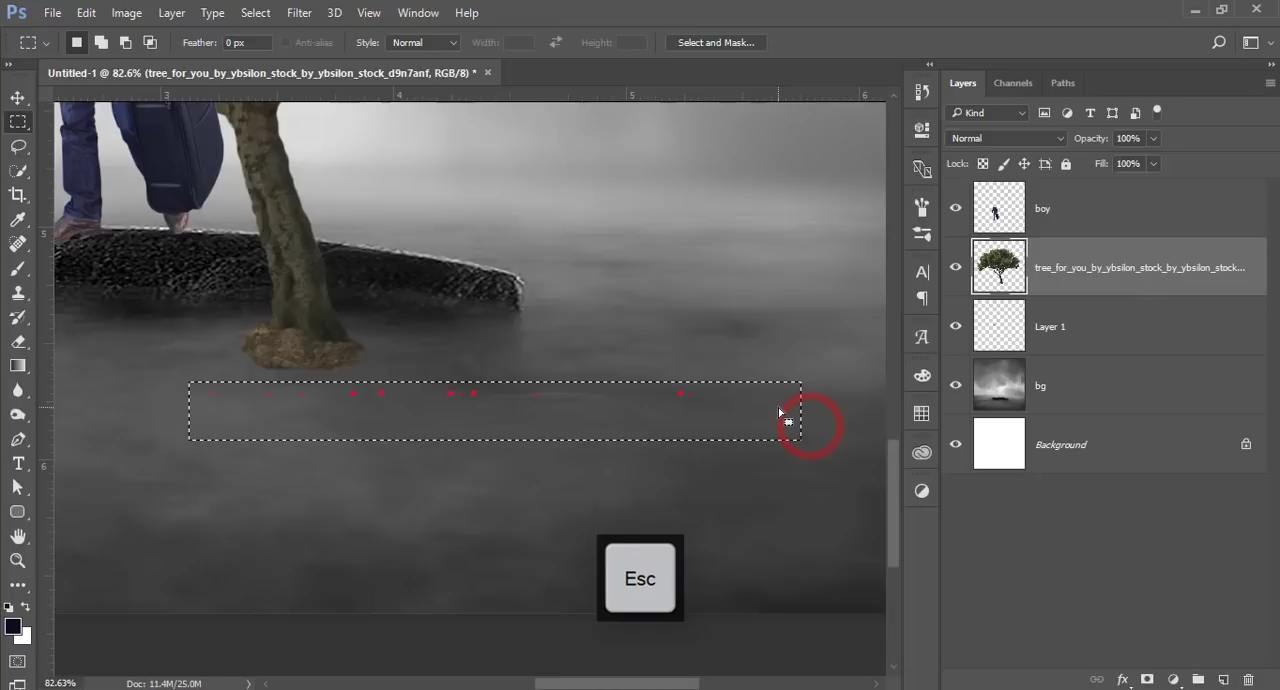 Ps File Edit Image Layer Type Select Filter 3D View Window Help
Feather: 0 px Anti-alias Style: Normal Width: Height: Select and Mask...
Untitled-1 @ 82.6% (tree_for_you_by_ybsilon_stock_by_ybsilon_stock_d9n7anf, RGB/8) * ×
Layers Channels Paths
3 4 5 6
Kind
Normal Opacity: 100%
Lock: Fill: 100%
boy
5
tree_for_you_by_ybsilon_stock_by_ybsilon_stock...
Layer 1
bg
Background
6
Esc
82.63% Doc: 11.4M/25.0M
fx